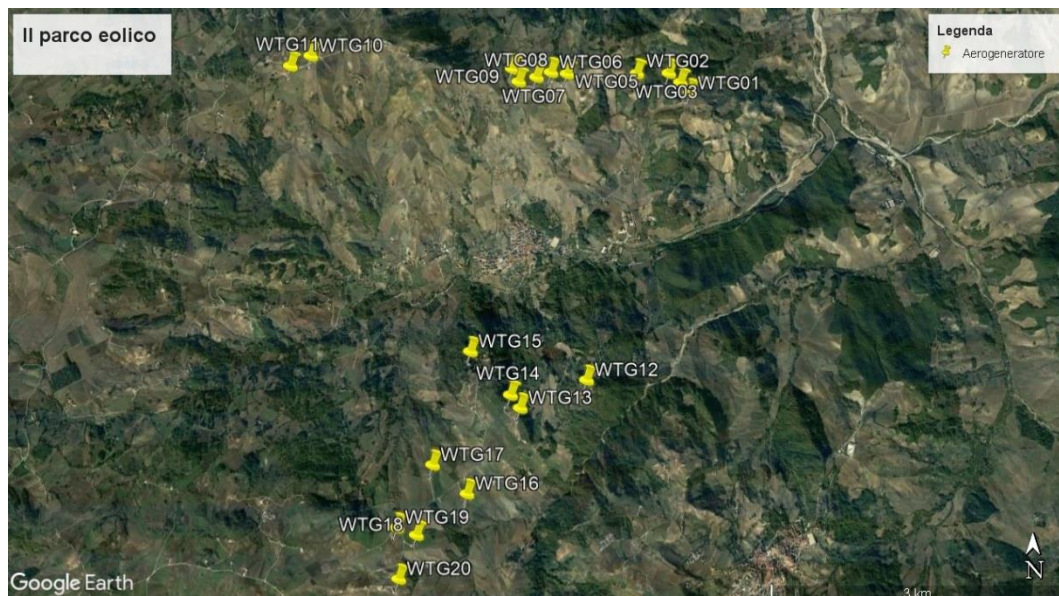 Il parco eolico
Legenda
Aerogeneratore
WTG11
WTG10
WTG08
WTG06
WTG02
WTG09
WTG05
WTG01
WTG07
WTG03
WTG15
WTG14
WTG12
WTG13
WTG17
WTG16
WTG18
WTG19
WTG20
N
Google Earth
3 km